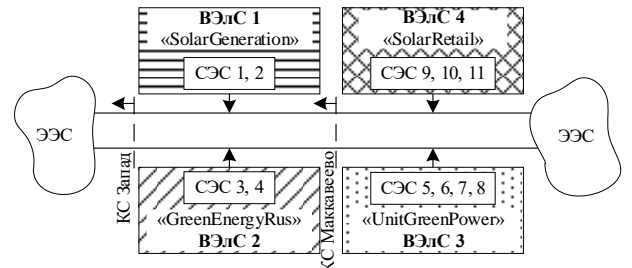 ВЭлС 1
«SolarGeneration»
СЭС 1, 2
ВЭлС 4
«SolarRetail»
СЭС 9, 10, 11
ЭЭС
ЭЭС
КС Запад
КС Маккавеево
СЭС 3, 4
«GreenEnergyRus»
ВЭлС 2
СЭС 5, 6, 7, 8
«UnitGreenPower»
ВЭлС 3